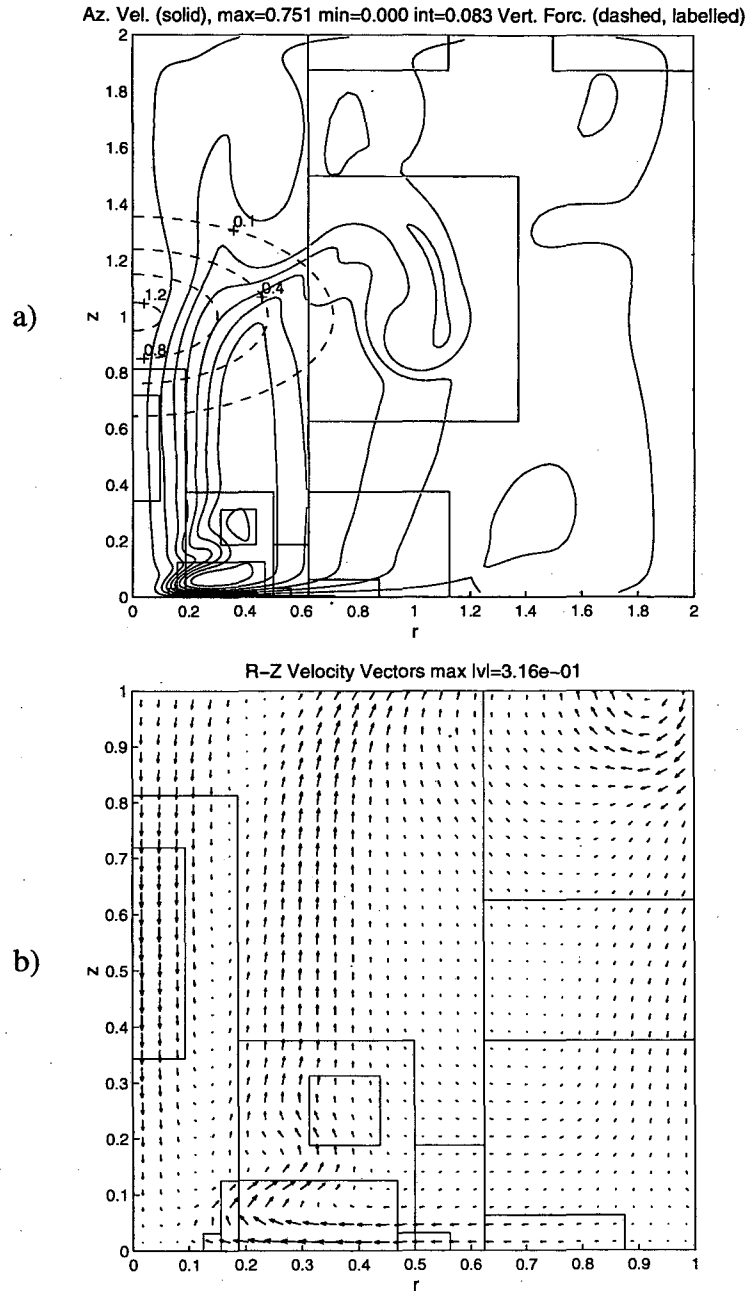 Az. Vel. (solid), max=0.751 min=0.000 int=0.083 Vert. Forc. (dashed, labelled)
2
1.8
1.6
1.4
1.2
1
0.8
0.6
0.4
0.2
0
z
a)
0.1
0.4
1.2
0.8
0 0.2 0.4 0.6 0.8 1 1.2 1.4 1.6 1.8 2
r
R-Z Velocity Vectors max |v|=3.16e-01
1
0.9
0.8
0.7
0.6
0.5
0.4
0.3
0.2
0.1
0
z
b)
0 0.1 0.2 0.3 0.4 0.5 0.6 0.7 0.8 0.9 1
r